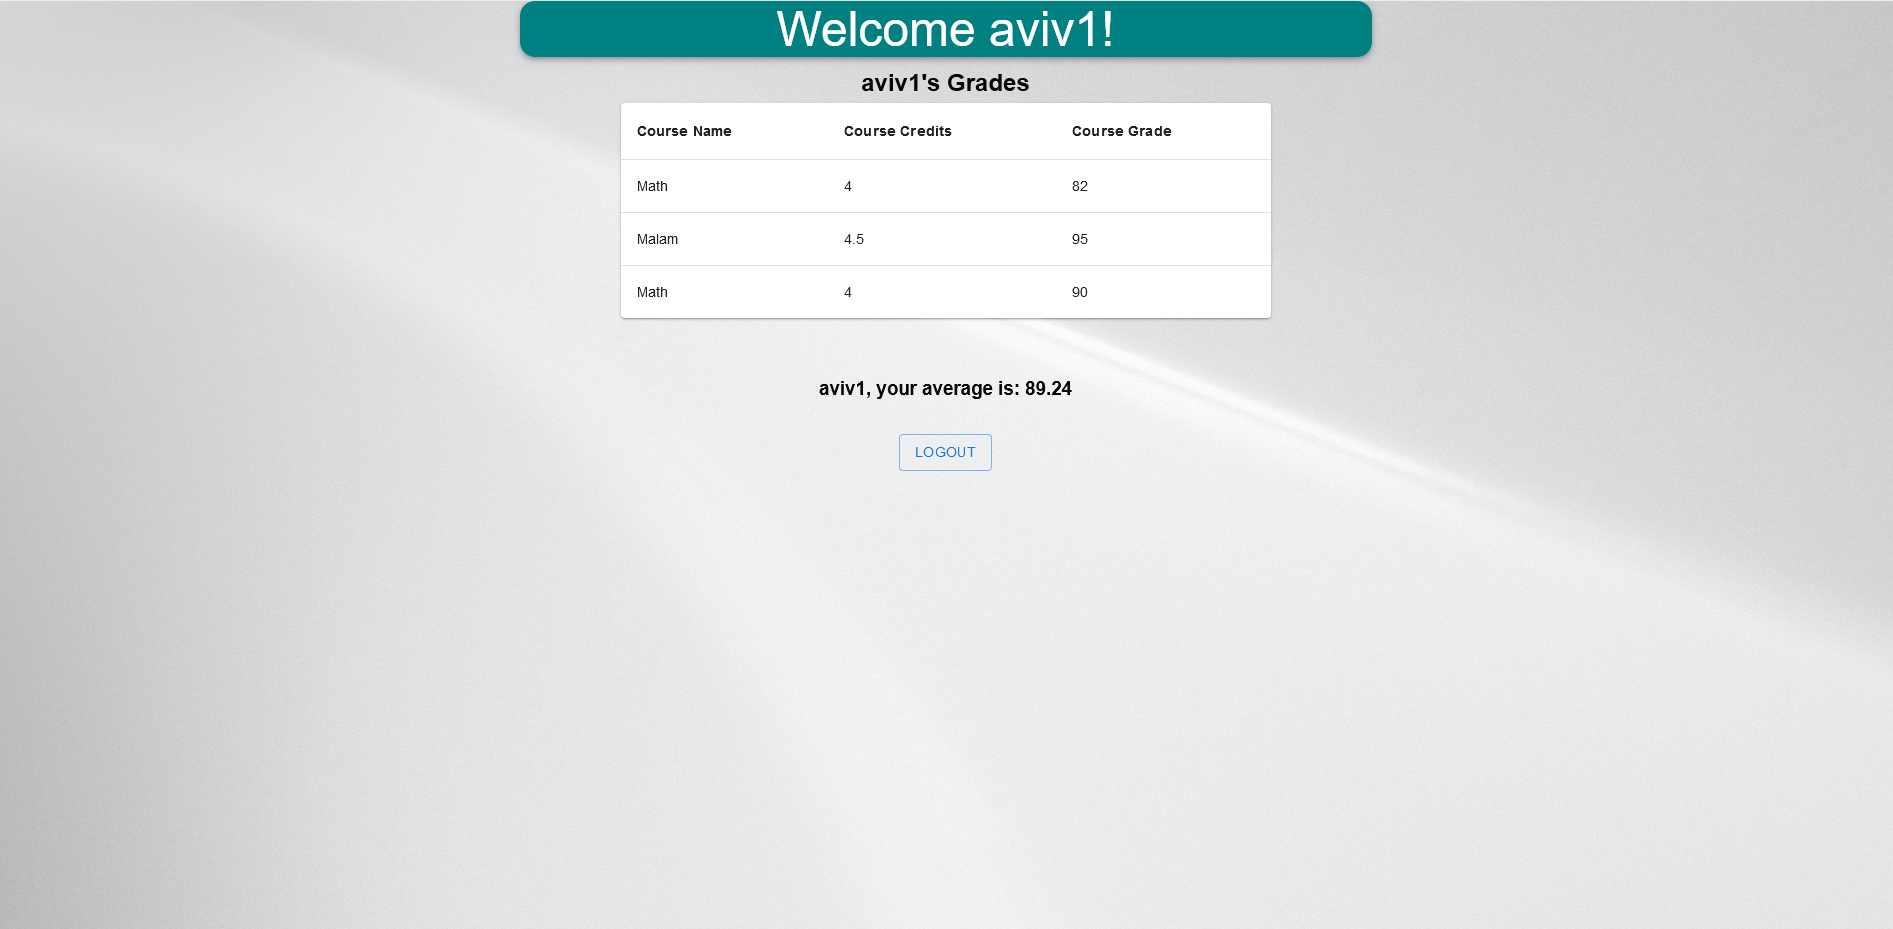 Welcome aviv1!
aviv1's Grades
Course Name Course Credits Course Grade
Math 4 82
Malam 4.5 95
Math 4 90
aviv1, your average is: 89.24
LOGOUT